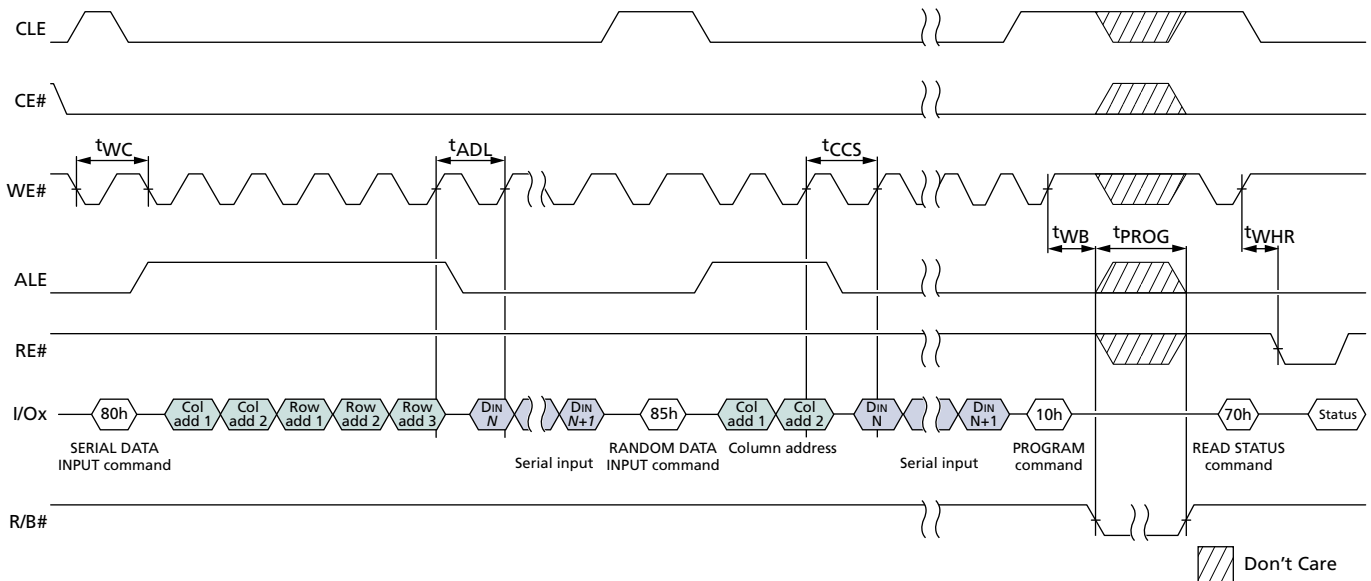 CLE
CE#
tWC
tADL
tCCS
WE#
tWB
tPROG
tWHR
ALE
RE#
I/Ox
80h
Col add 1
Col add 2
Row add 1
Row add 2
Row add 3
DIN N
DIN N+1
85h
Col add 1
Col add 2
DIN N
DIN N+1
10h
70h
Status
SERIAL DATA
INPUT command
Serial input
RANDOM DATA
INPUT command
Column address
Serial input
PROGRAM
command
READ STATUS
command
R/B#
Don't Care